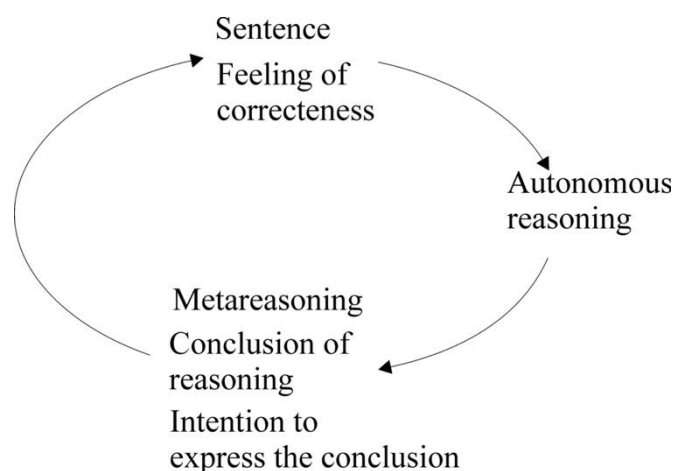 Sentence
Feeling of
correcteness
Autonomous
reasoning
Metareasoning
Conclusion of
reasoning
Intention to
express the conclusion